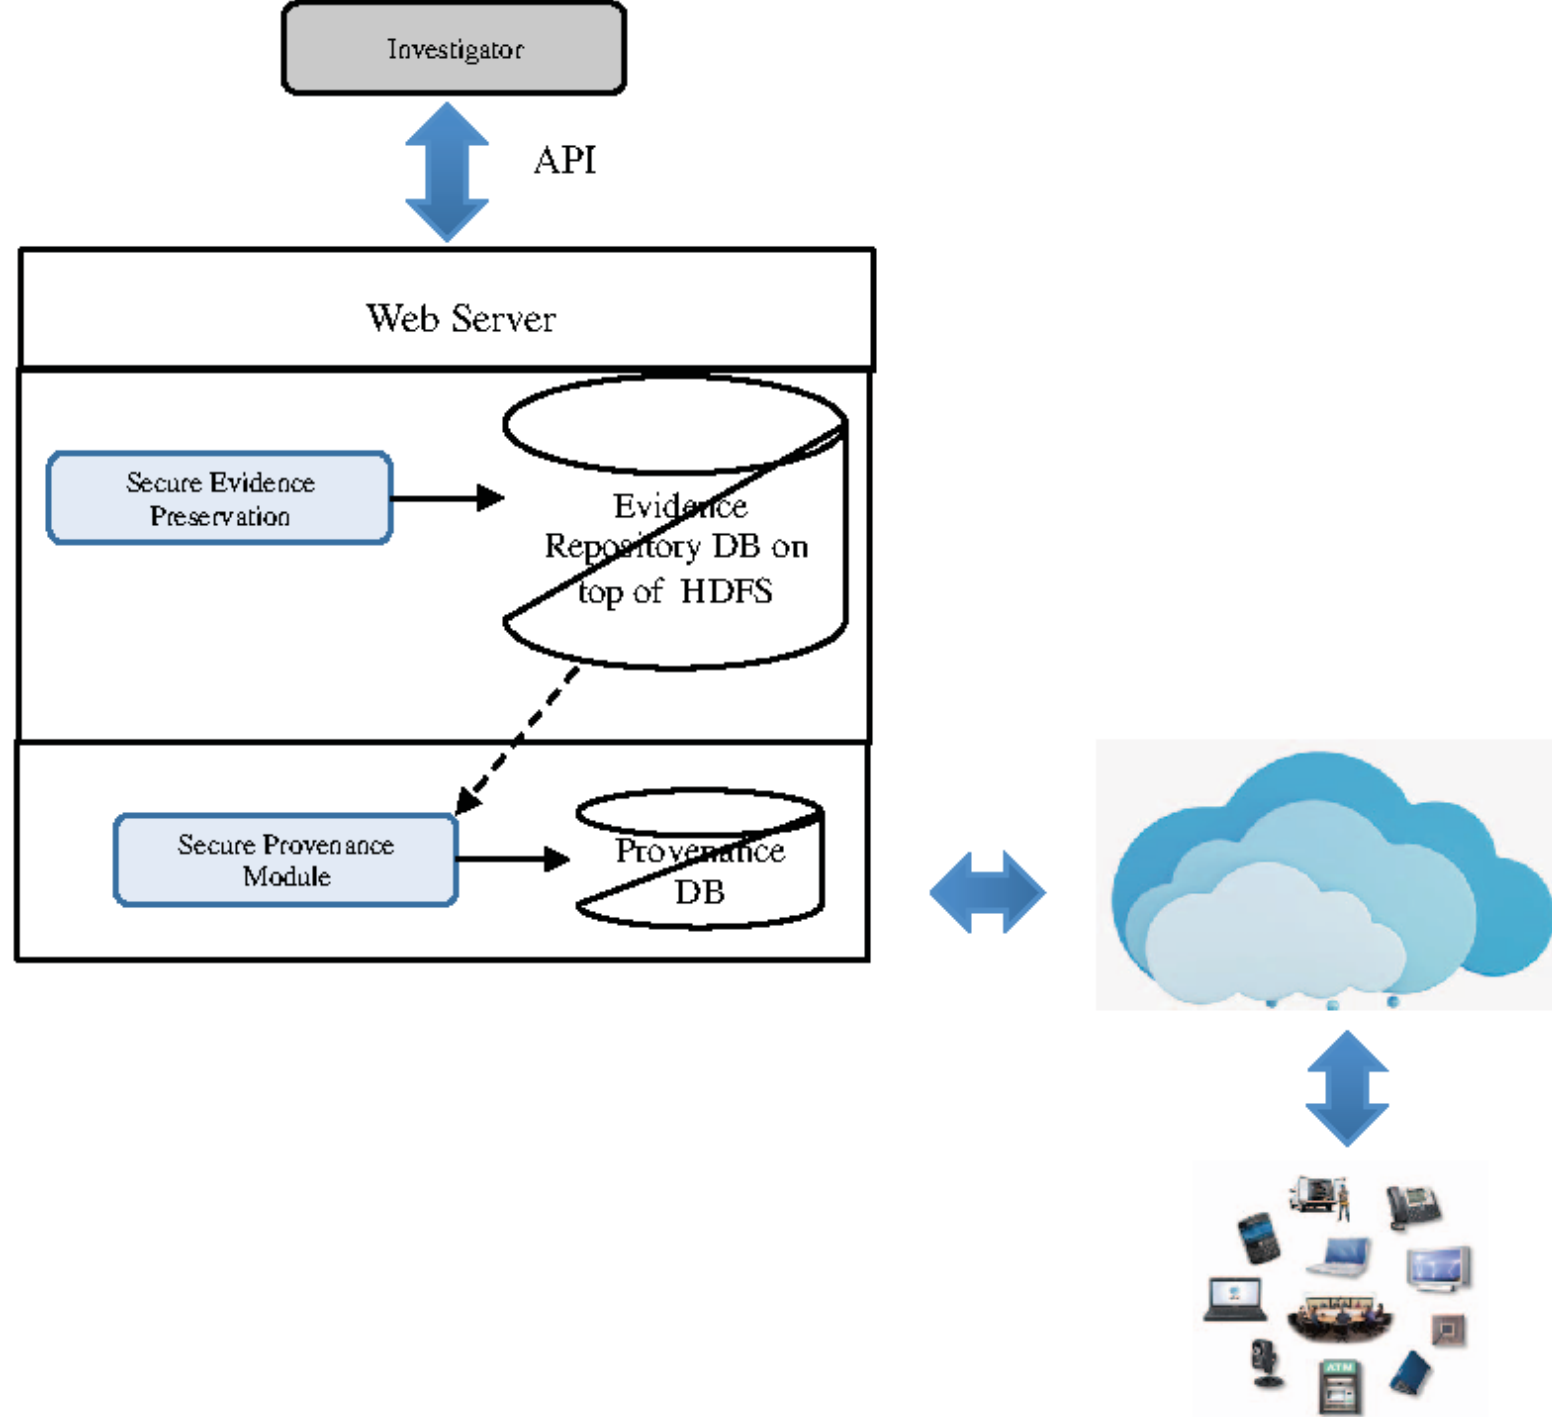 Investigator
API
Web Server
Secure Evidence
Preservation
Evidence
Repository DB on
top of HDFS
Secure Provenance
Module
Provenance
DB
ATM